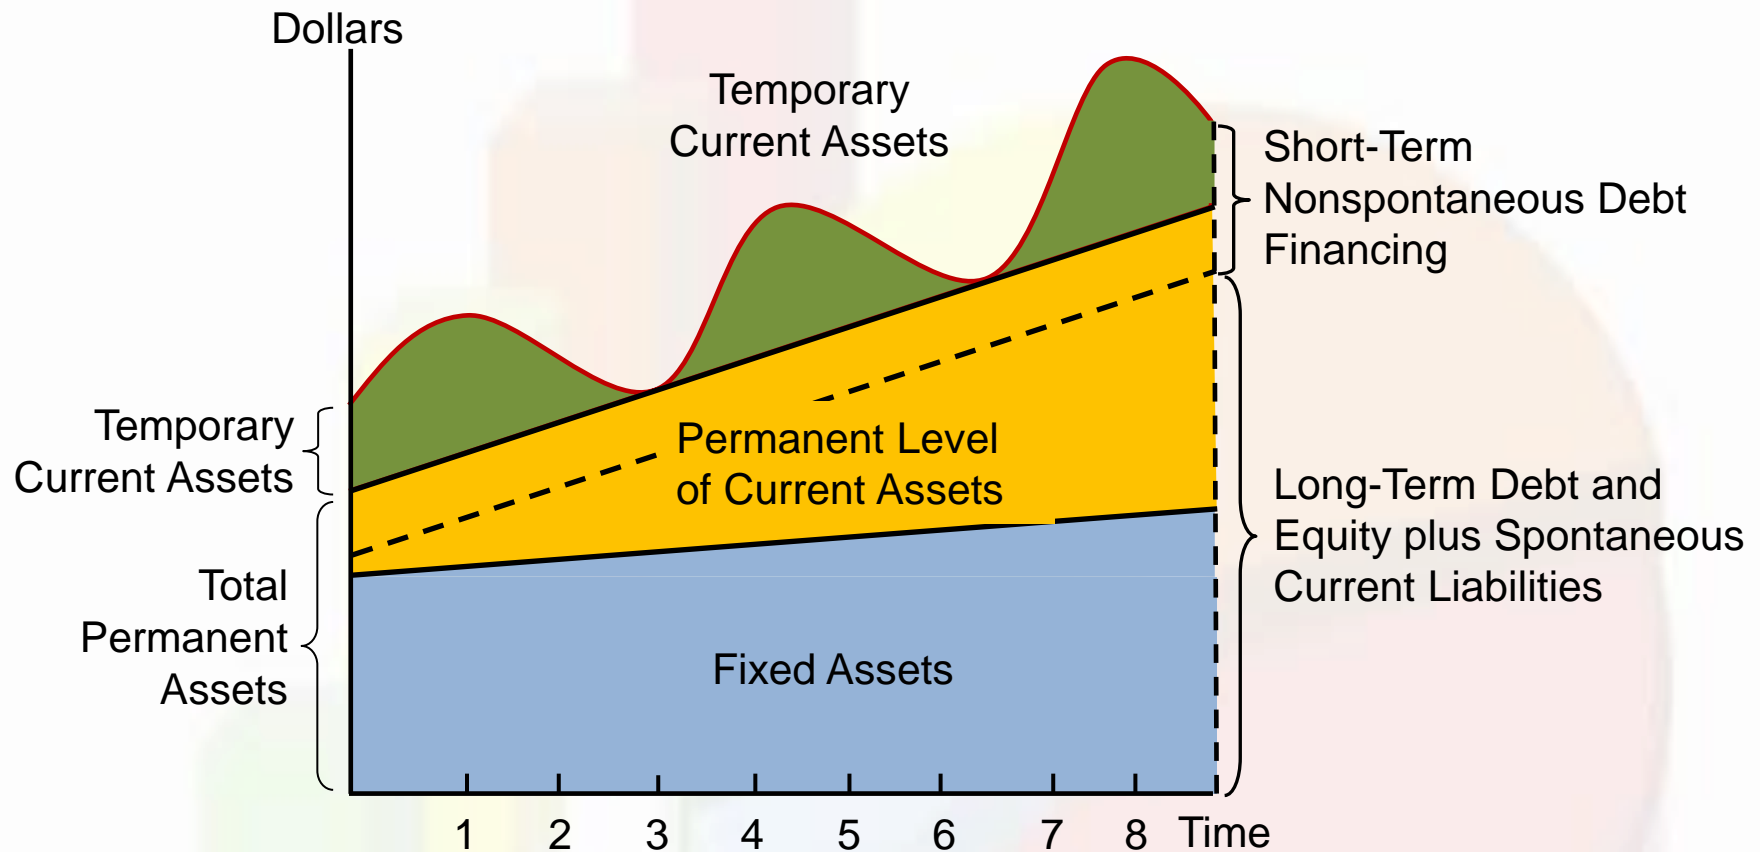 Dollars
Temporary
Current Assets
Short-Term
Nonspontaneous Debt
Financing
Temporary
Current Assets
Permanent Level
of Current Assets
Long-Term Debt and
Equity plus Spontaneous
Current Liabilities
Total
Permanent
Assets
Fixed Assets
1 2 3 4 5 6 7 8 Time